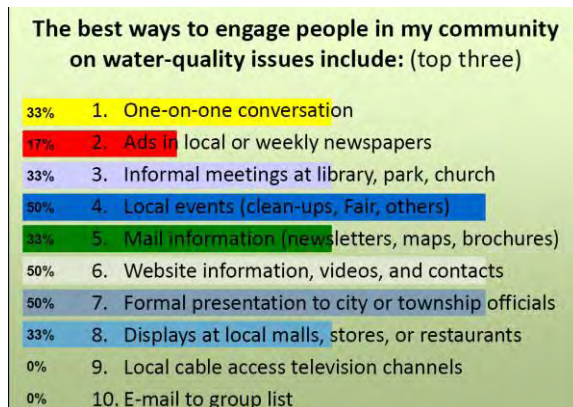 The best ways to engage people in my community
on water-quality issues include: (top three)
33% 1. One-on-one conversation
17% 2. Ads in local or weekly newspapers
33% 3. Informal meetings at library, park, church
50% 4. Local events (clean-ups, Fair, others)
33% 5. Mail information (newsletters, maps, brochures)
50% 6. Website information, videos, and contacts
50% 7. Formal presentation to city or township officials
33% 8. Displays at local malls, stores, or restaurants
0% 9. Local cable access television channels
0% 10. E-mail to group list